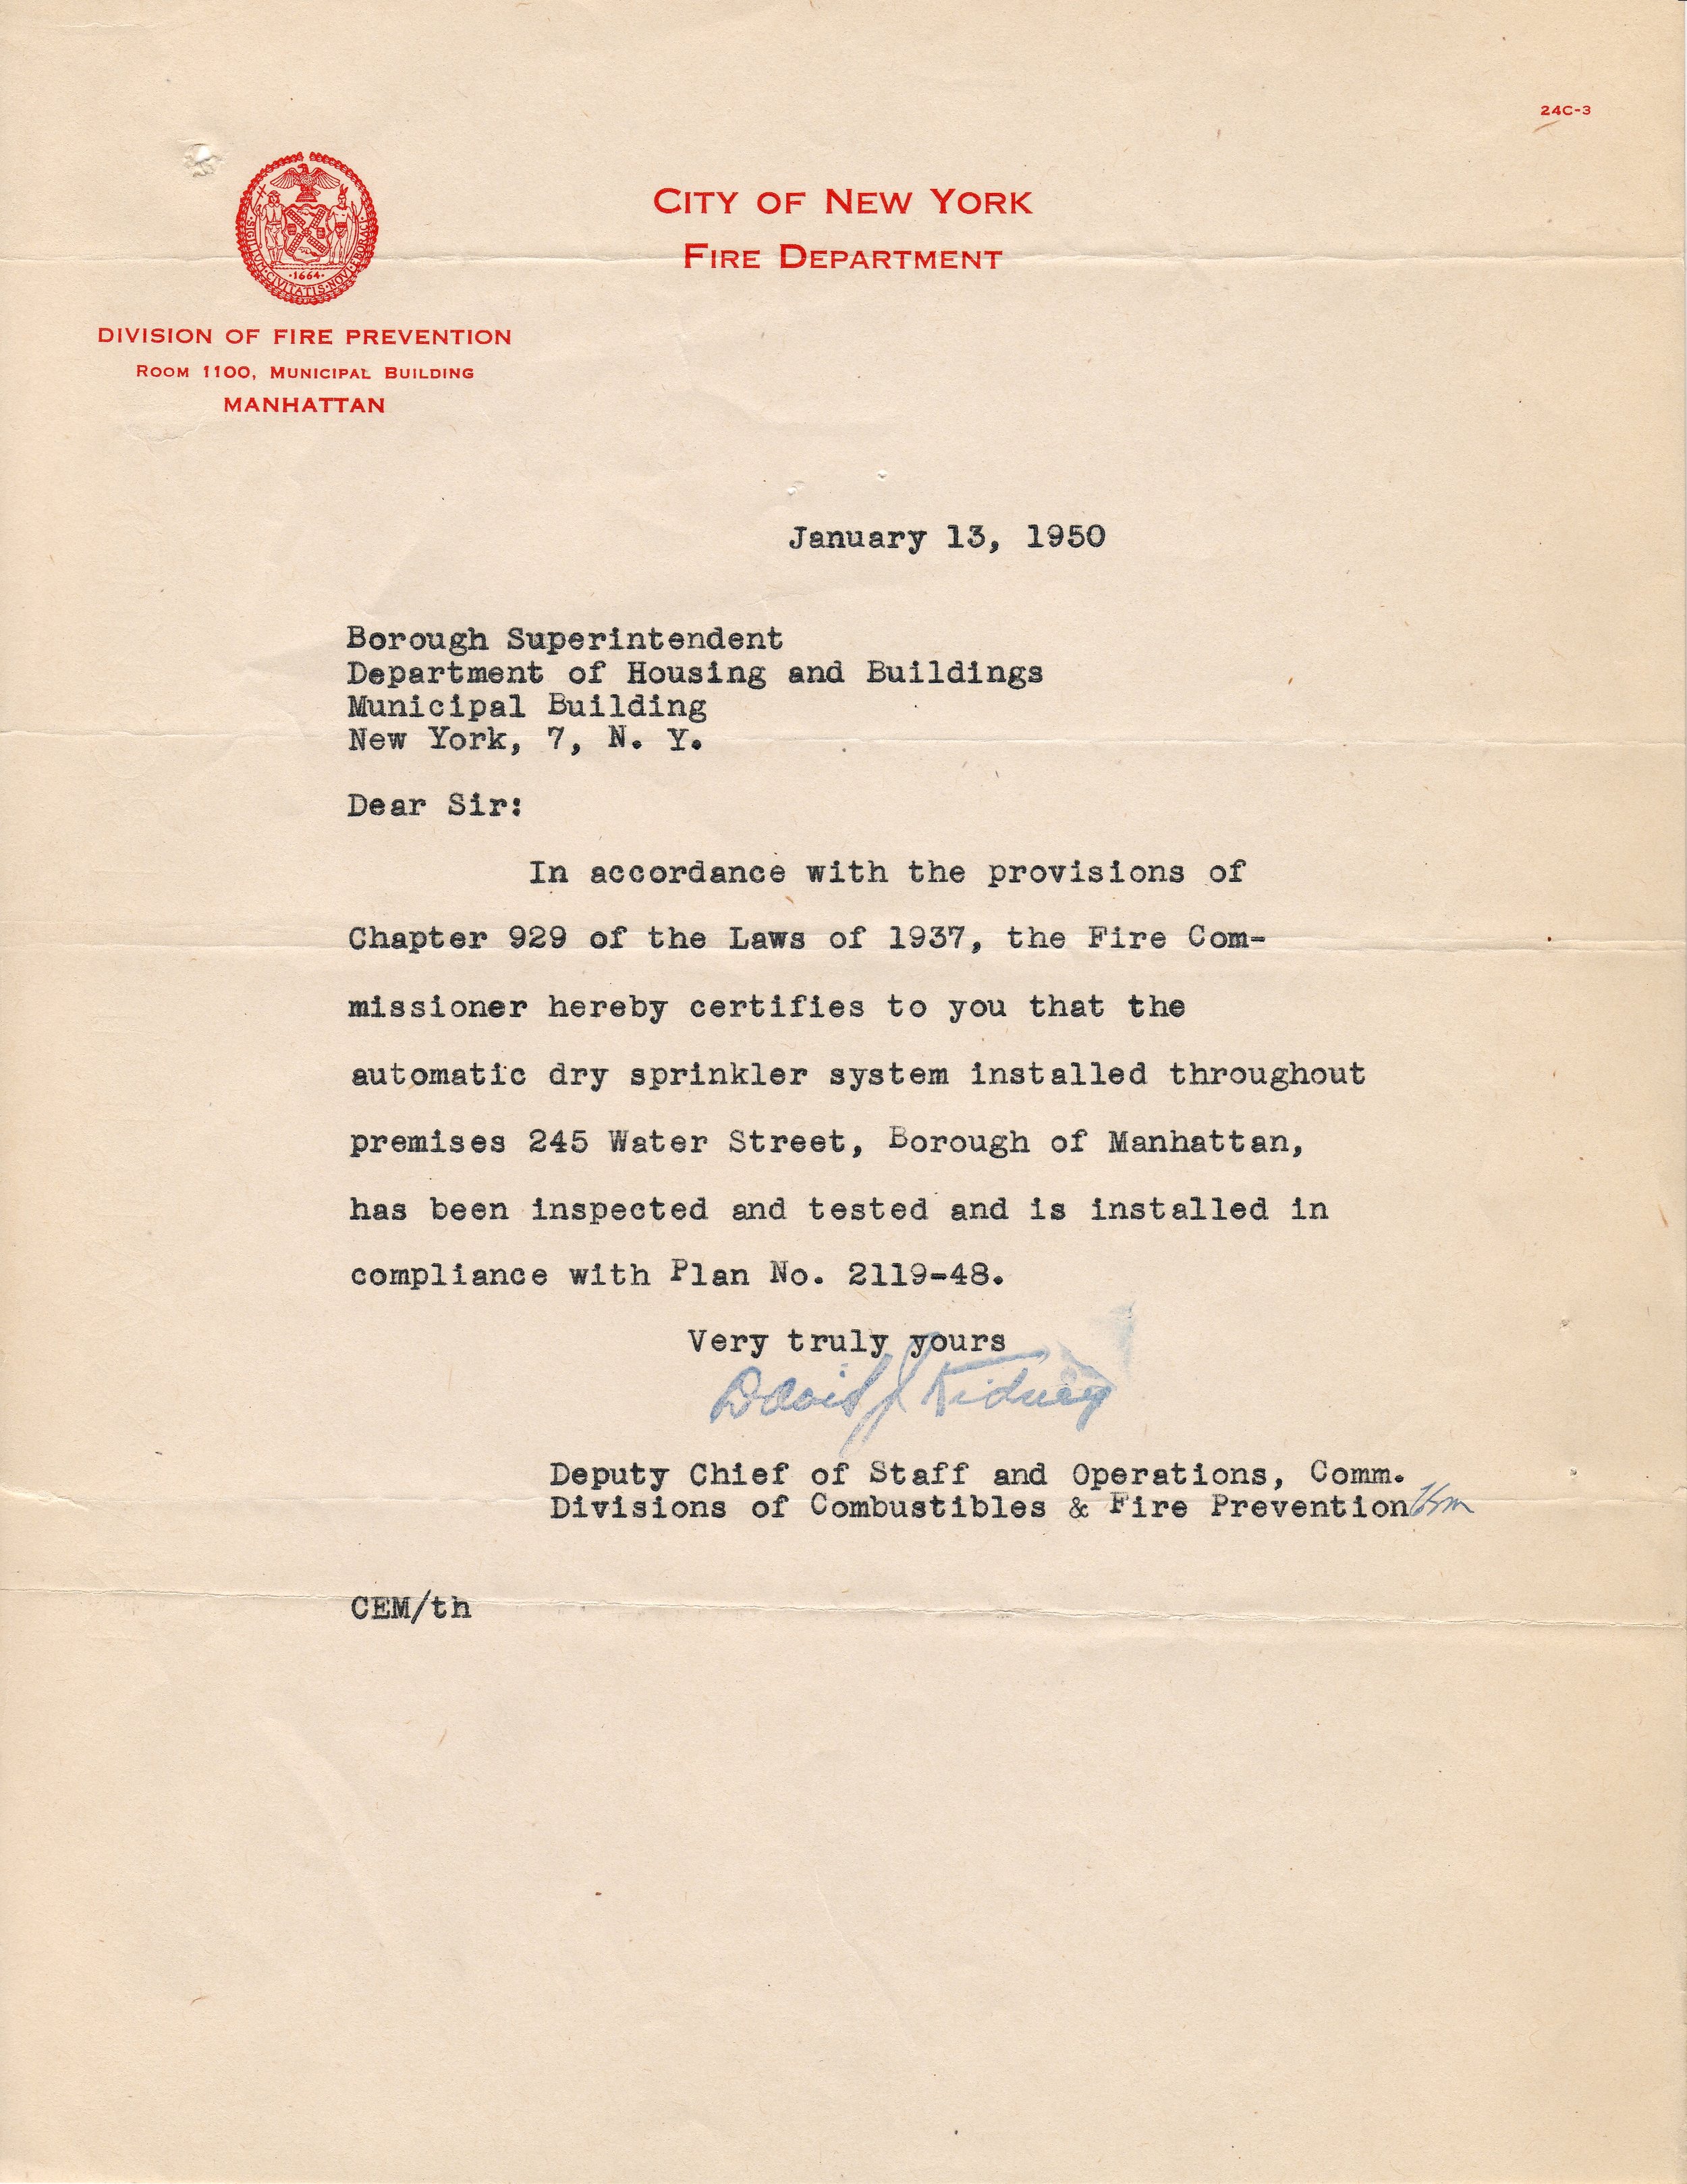 24C-3
SIGILLUM·CIVITATIS·NOVI·EBORACI
·1664·
CITY OF NEW YORK
FIRE DEPARTMENT
DIVISION OF FIRE PREVENTION
ROOM 1100, MUNICIPAL BUILDING
MANHATTAN
January 13, 1950
Borough Superintendent
Department of Housing and Buildings
Municipal Building
New York, 7, N. Y.
Dear Sir:
In accordance with the provisions of
Chapter 929 of the Laws of 1937, the Fire Com-
missioner hereby certifies to you that the
automatic dry sprinkler system installed throughout
premises 245 Water Street, Borough of Manhattan,
has been inspected and tested and is installed in
compliance with Plan No. 2119-48.
Very truly yours
David J Kidney
Deputy Chief of Staff and Operations, Comm.
Divisions of Combustibles & Fire Prevention
CEM/th